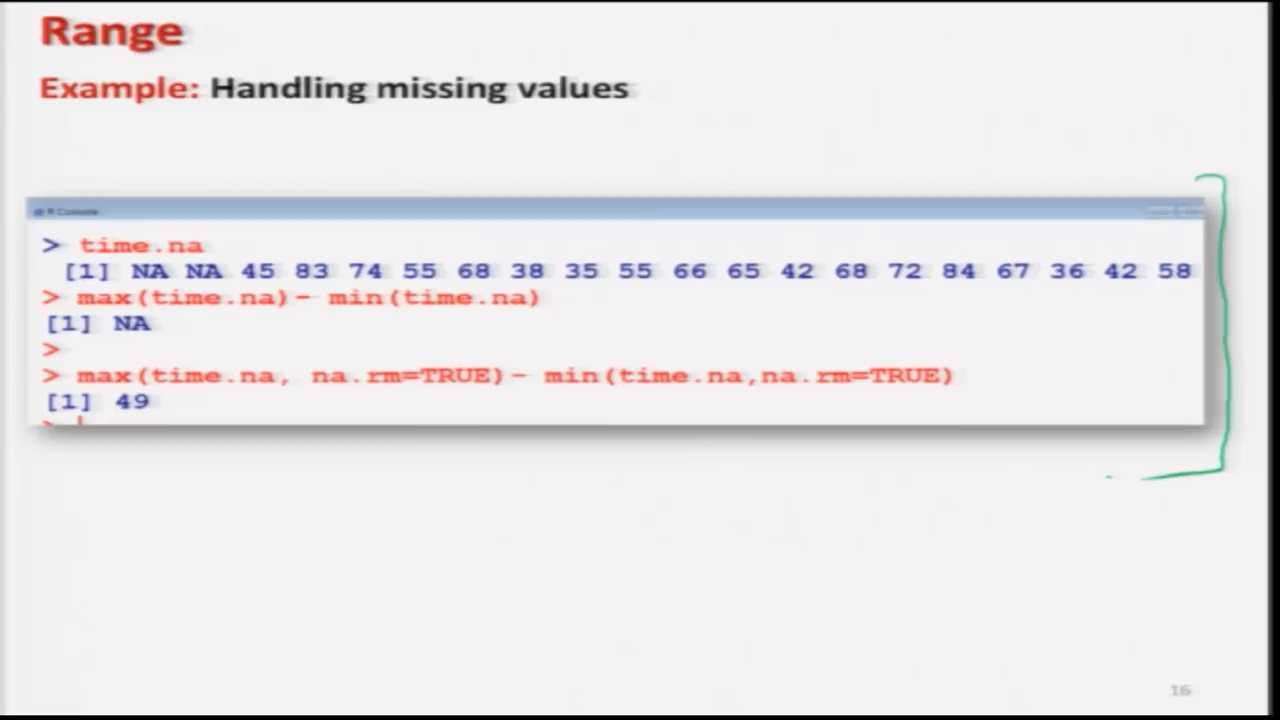 Range
Example: Handling missing values
R Console
> time.na
[1] NA NA 45 83 74 55 68 38 35 55 66 65 42 68 72 84 67 36 42 58
> max(time.na)- min(time.na)
[1] NA
>
> max(time.na, na.rm=TRUE)- min(time.na,na.rm=TRUE)
[1] 49
>
16